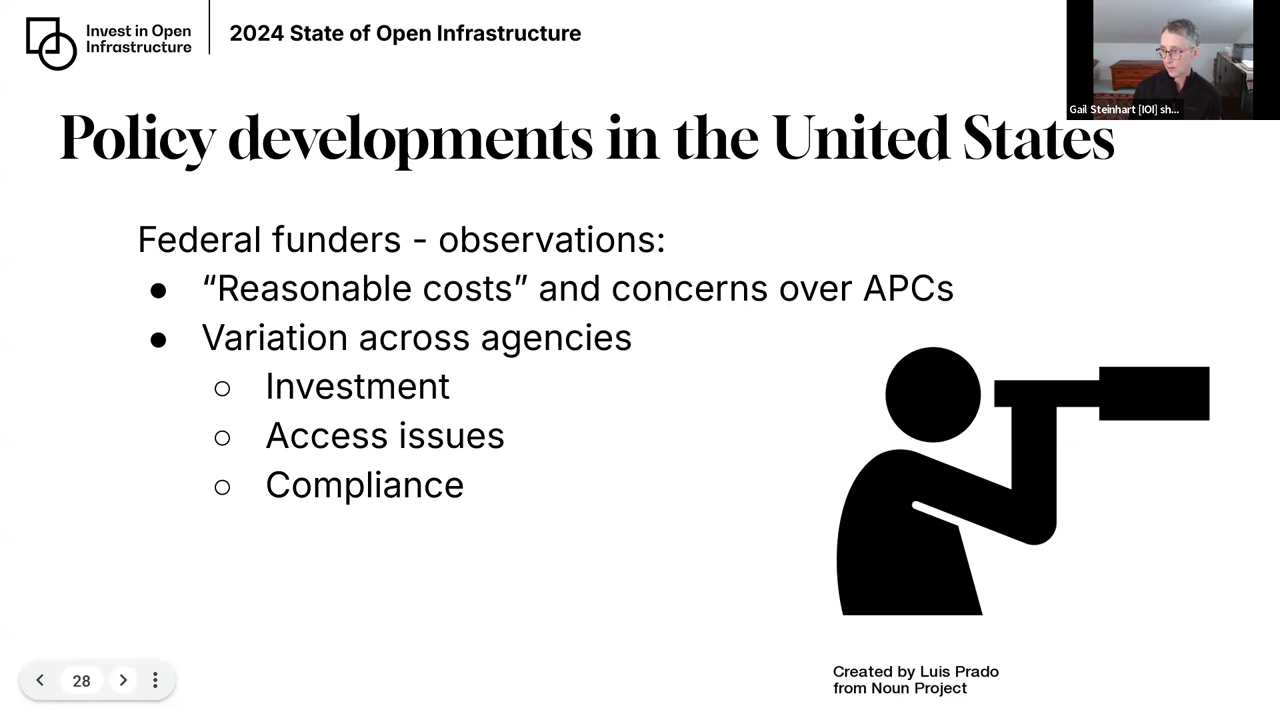 Invest in Open
Infrastructure
2024 State of Open Infrastructure
Gail Steinhart [IOI] sh...
Policy developments in the United States
Federal funders - observations:
● “Reasonable costs” and concerns over APCs
● Variation across agencies
○ Investment
○ Access issues
○ Compliance
28
Created by Luis Prado
from Noun Project